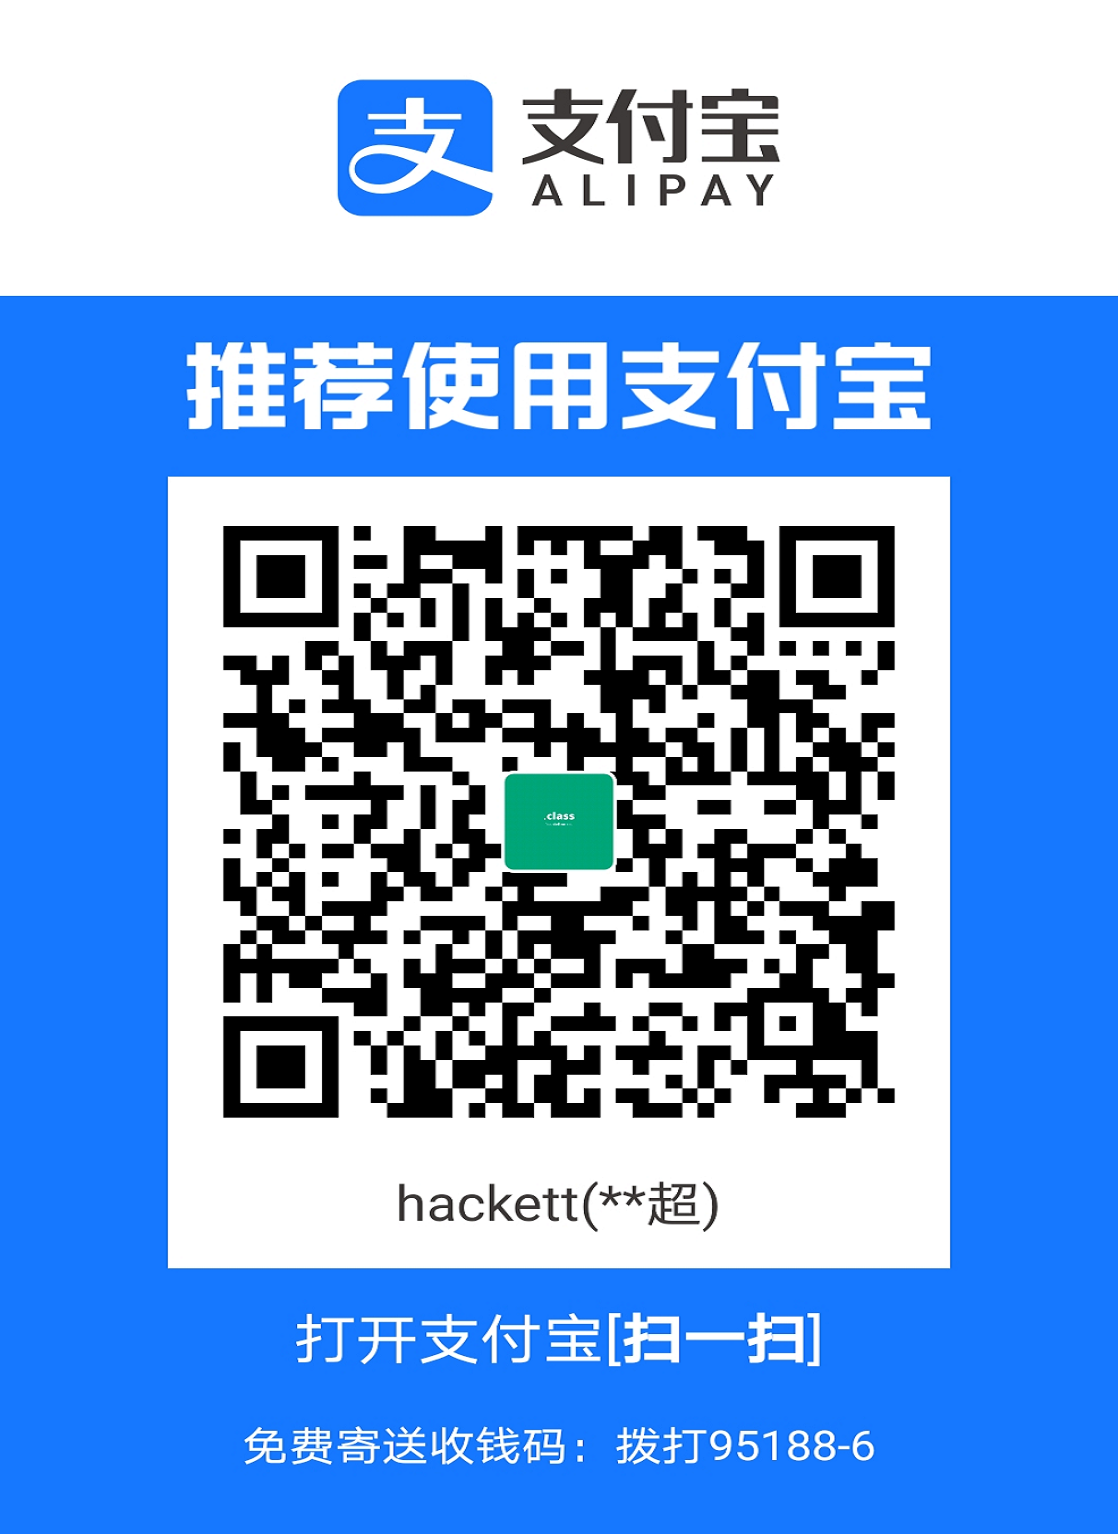 支
支付宝
ALIPAY
推荐使用支付宝
.class
hackett(**超)
打开支付宝[扫一扫]
免费寄送收钱码：拨打95188-6